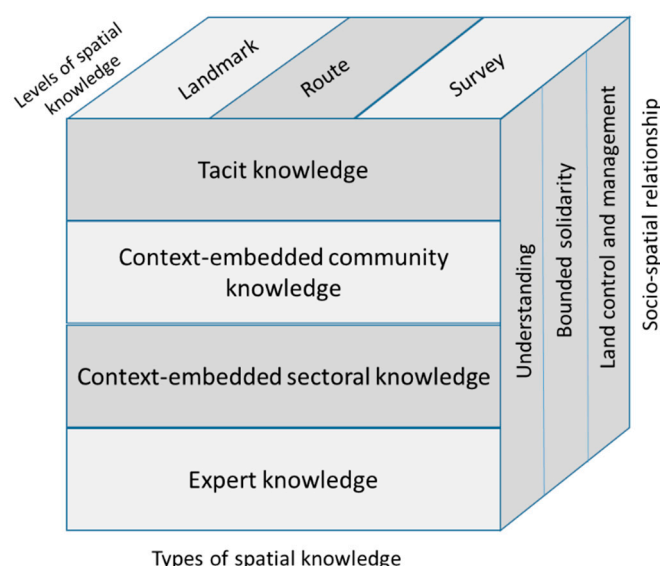 Levels of spatial
knowledge
Landmark
Route
Survey
Tacit knowledge
Context-embedded community
knowledge
Context-embedded sectoral knowledge
Expert knowledge
Understanding
Bounded solidarity
Land control and management
Socio-spatial relationship
Types of spatial knowledge